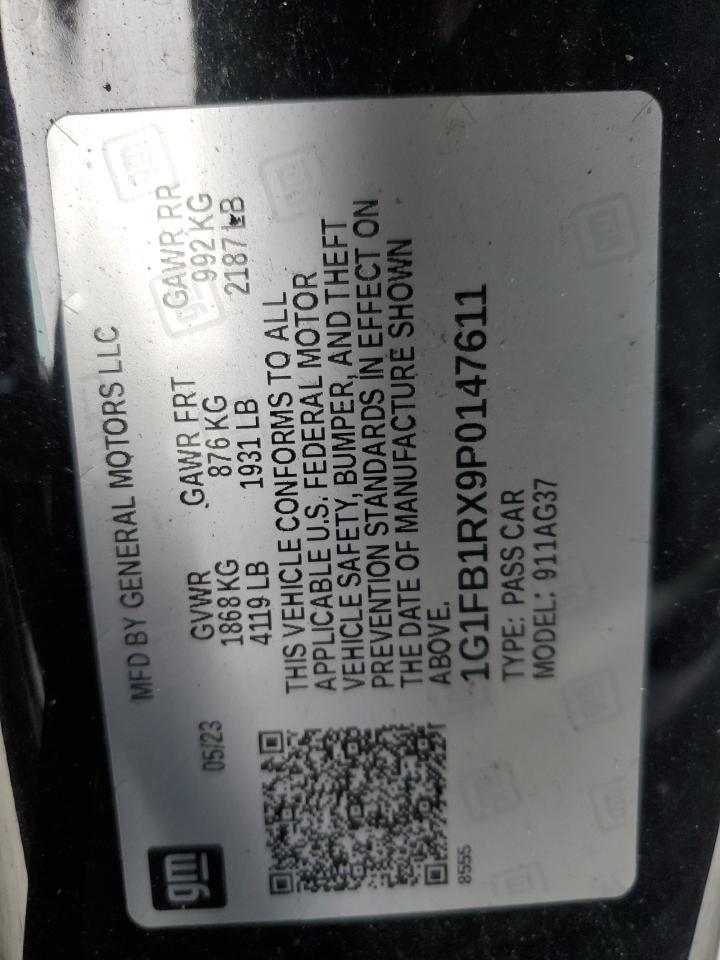 gm
05/23
MFD BY GENERAL MOTORS LLC
GVWR GAWR FRT GAWR RR
1868 KG 876 KG 992 KG
4119 LB 1931 LB 2187 LB
THIS VEHICLE CONFORMS TO ALL
APPLICABLE U.S. FEDERAL MOTOR
VEHICLE SAFETY, BUMPER, AND THEFT
PREVENTION STANDARDS IN EFFECT ON
THE DATE OF MANUFACTURE SHOWN
ABOVE.
1G1FB1RX9P0147611
TYPE: PASS CAR
MODEL: 911AG37
8555